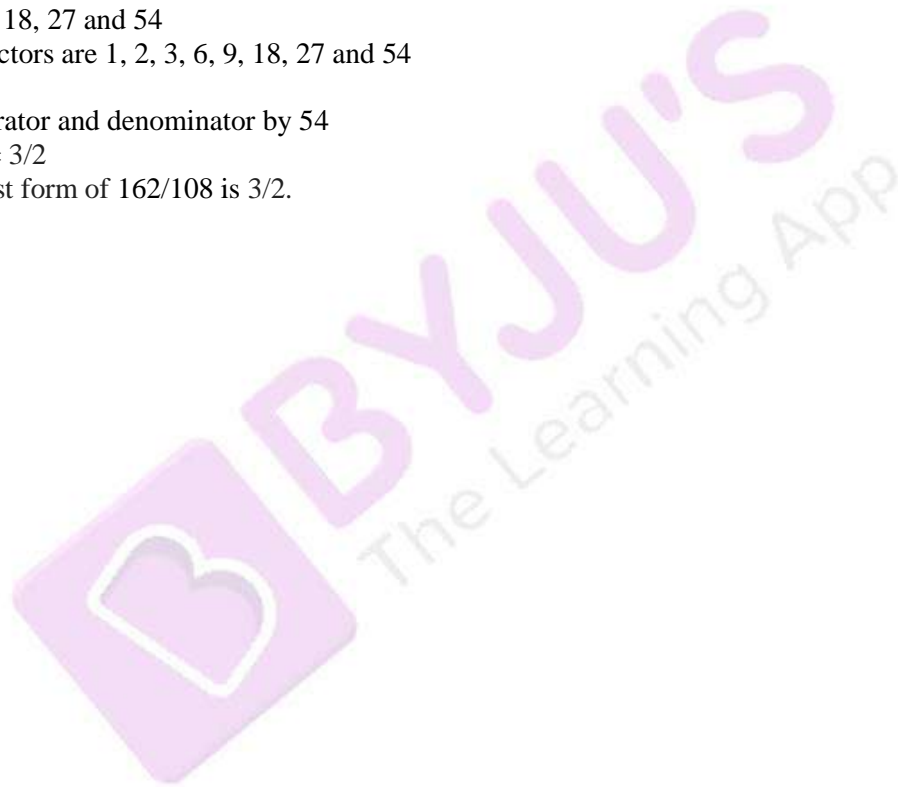 18, 27 and 54
ctors are 1, 2, 3, 6, 9, 18, 27 and 54
rator and denominator by 54
= 3/2
st form of 162/108 is 3/2.
BYJU'S
The Learning App